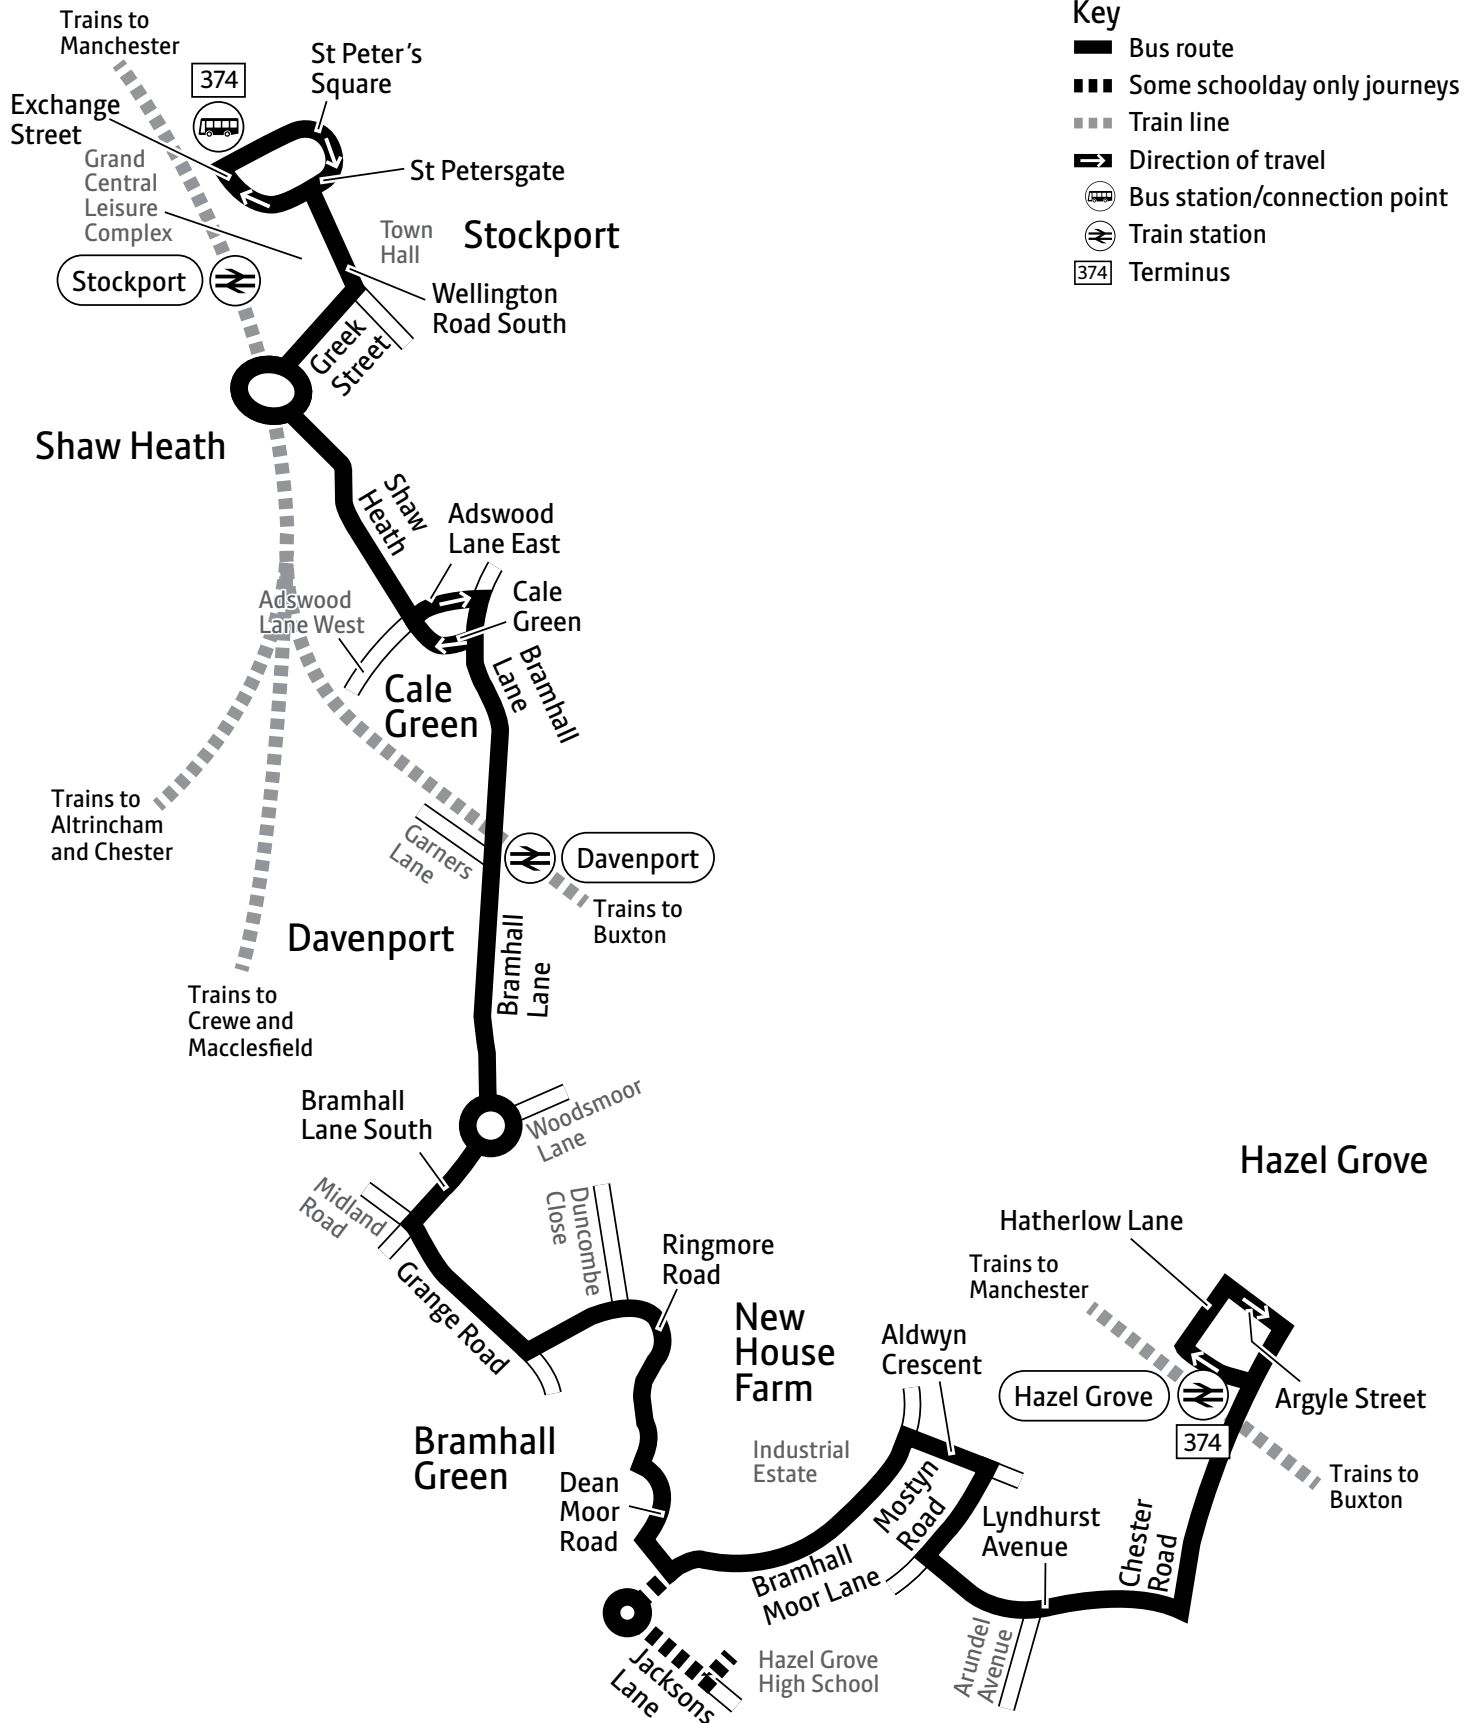 Key
Bus route
Some schoolday only journeys
Train line
Direction of travel
Bus station/connection point
Train station
374
Terminus
Trains to
Manchester
374
St Peter's
Square
Exchange
Street
Grand
Central
Leisure
Complex
St Petersgate
Town
Hall
Stockport
Stockport
Wellington
Road South
Greek
Street
Shaw Heath
Shaw
Heath
Adswood
Lane East
Cale
Green
Adswood
Lane West
Cale
Green
Bramhall
Lane
Trains to
Altrincham
and Chester
Garners
Lane
Davenport
Trains to
Buxton
Davenport
Bramhall
Lane
Trains to
Crewe and
Macclesfield
Bramhall
Lane South
Woodsmoor
Lane
Midland
Road
Duncombe
Close
Grange Road
Ringmore
Road
New
House
Farm
Bramhall
Green
Dean
Moor
Road
Industrial
Estate
Aldwyn
Crescent
Mostyn
Road
Bramhall
Moor Lane
Lyndhurst
Avenue
Arundel
Avenue
Chester
Road
Hazel Grove
Hatherlow Lane
Trains to
Manchester
Hazel Grove
374
Argyle Street
Trains to
Buxton
Jacksons
Lane
Hazel Grove
High School